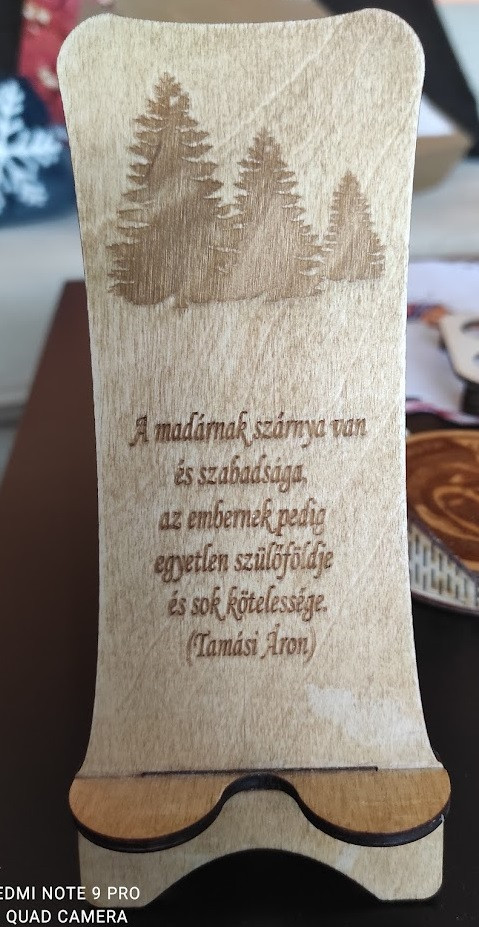 A madárnak szárnya van
és szabadsága,
az embernek pedig
egyetlen szülőföldje
és sok kötelessége.
(Tamási Áron)
EDMI NOTE 9 PRO
QUAD CAMERA